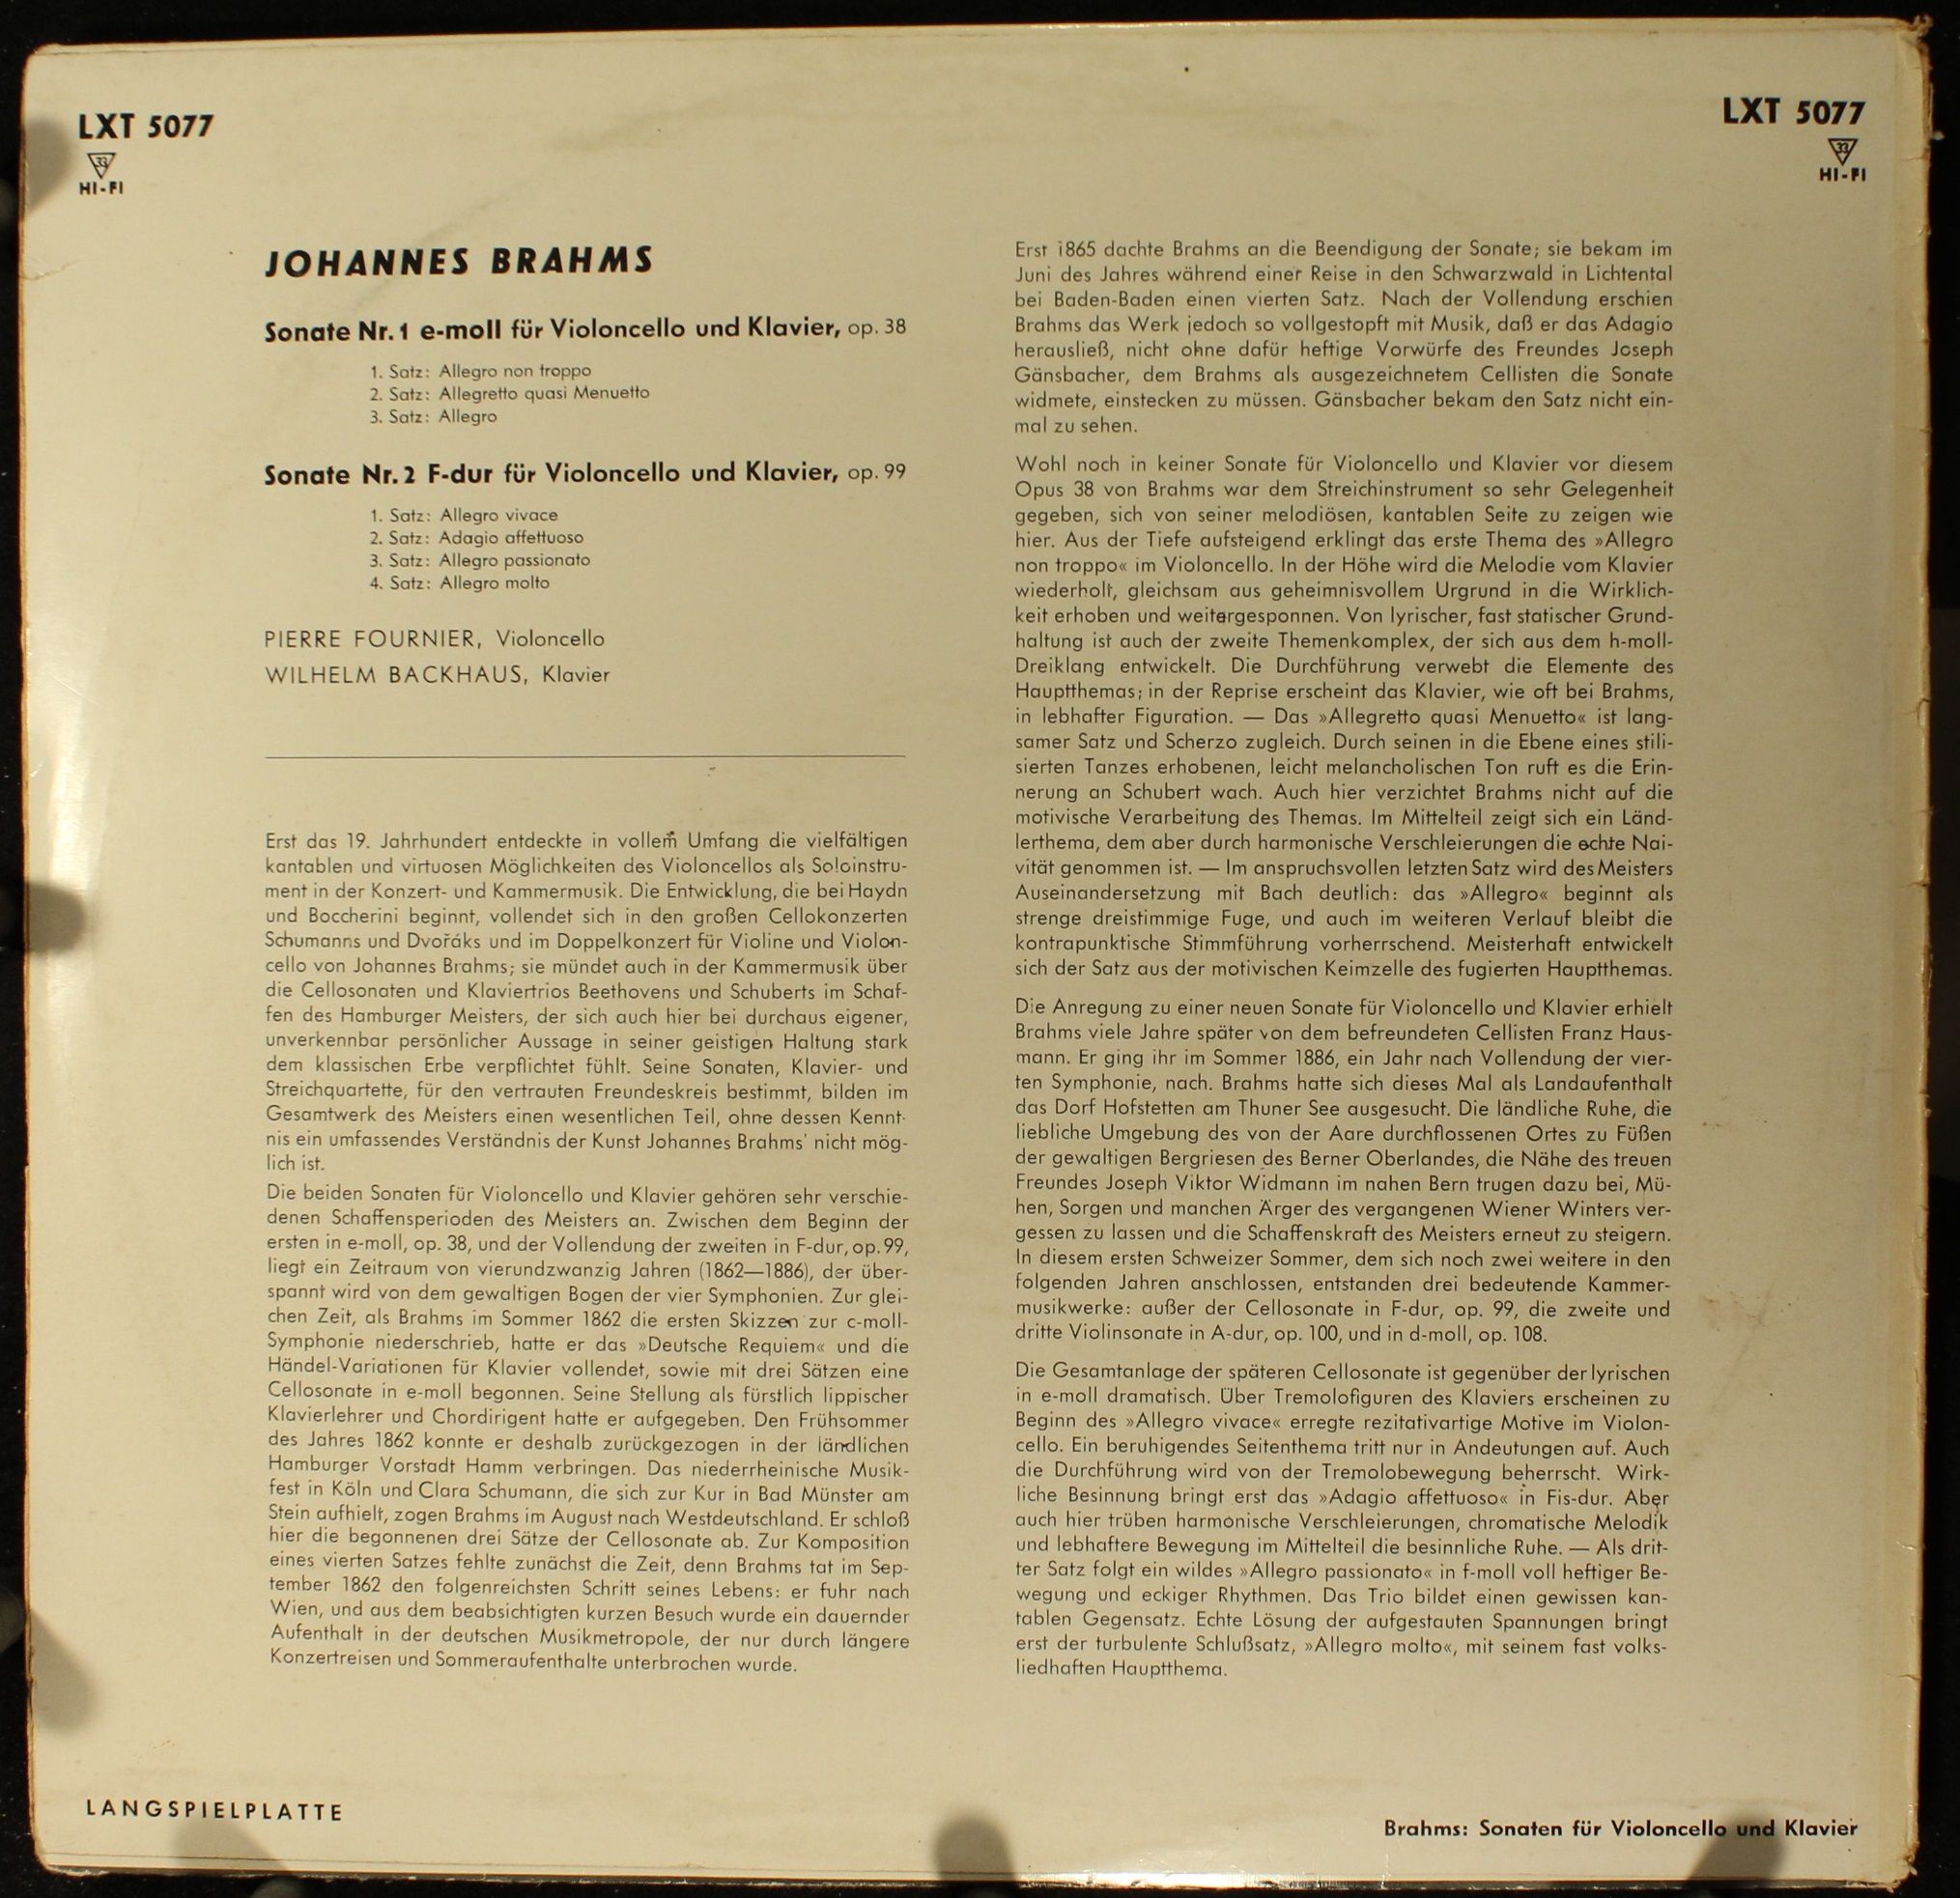 LXT 5077
33
HI-FI
LXT 5077
33
HI-FI
JOHANNES BRAHMS
Sonate Nr. 1 e-moll für Violoncello und Klavier, op. 38
1. Satz: Allegro non troppo
2. Satz: Allegretto quasi Menuetto
3. Satz: Allegro
Sonate Nr. 2 F-dur für Violoncello und Klavier, op. 99
1. Satz: Allegro vivace
2. Satz: Adagio affettuoso
3. Satz: Allegro passionato
4. Satz: Allegro molto
PIERRE FOURNIER, Violoncello
WILHELM BACKHAUS, Klavier
Erst das 19. Jahrhundert entdeckte in vollem Umfang die vielfältigen
kantablen und virtuosen Möglichkeiten des Violoncellos als Soloinstru-
ment in der Konzert- und Kammermusik. Die Entwicklung, die bei Haydn
und Boccherini beginnt, vollendet sich in den großen Cellokonzerten
Schumanns und Dvořáks und im Doppelkonzert für Violine und Violon-
cello von Johannes Brahms; sie mündet auch in der Kammermusik über
die Cellosonaten und Klaviertrios Beethovens und Schuberts im Schaf-
fen des Hamburger Meisters, der sich auch hier bei durchaus eigener,
unverkennbar persönlicher Aussage in seiner geistigen Haltung stark
dem klassischen Erbe verpflichtet fühlt. Seine Sonaten, Klavier- und
Streichquartette, für den vertrauten Freundeskreis bestimmt, bilden im
Gesamtwerk des Meisters einen wesentlichen Teil, ohne dessen Kennt-
nis ein umfassendes Verständnis der Kunst Johannes Brahms' nicht mög-
lich ist.
Die beiden Sonaten für Violoncello und Klavier gehören sehr verschie-
denen Schaffensperioden des Meisters an. Zwischen dem Beginn der
ersten in e-moll, op. 38, und der Vollendung der zweiten in F-dur, op. 99,
liegt ein Zeitraum von vierundzwanzig Jahren (1862—1886), der über-
spannt wird von dem gewaltigen Bogen der vier Symphonien. Zur glei-
chen Zeit, als Brahms im Sommer 1862 die ersten Skizzen zur c-moll-
Symphonie niederschrieb, hatte er das »Deutsche Requiem« und die
Händel-Variationen für Klavier vollendet, sowie mit drei Sätzen eine
Cellosonate in e-moll begonnen. Seine Stellung als fürstlich lippischer
Klavierlehrer und Chordirigent hatte er aufgegeben. Den Frühsommer
des Jahres 1862 konnte er deshalb zurückgezogen in der ländlichen
Hamburger Vorstadt Hamm verbringen. Das niederrheinische Musik-
fest in Köln und Clara Schumann, die sich zur Kur in Bad Münster am
Stein aufhielt, zogen Brahms im August nach Westdeutschland. Er schloß
hier die begonnenen drei Sätze der Cellosonate ab. Zur Komposition
eines vierten Satzes fehlte zunächst die Zeit, denn Brahms tat im Sep-
tember 1862 den folgenreichsten Schritt seines Lebens: er fuhr nach
Wien, und aus dem beabsichtigten kurzen Besuch wurde ein dauernder
Aufenthalt in der deutschen Musikmetropole, der nur durch längere
Konzertreisen und Sommeraufenthalte unterbrochen wurde.
Erst 1865 dachte Brahms an die Beendigung der Sonate; sie bekam im
Juni des Jahres während einer Reise in den Schwarzwald in Lichtental
bei Baden-Baden einen vierten Satz. Nach der Vollendung erschien
Brahms das Werk jedoch so vollgestopft mit Musik, daß er das Adagio
herausließ, nicht ohne dafür heftige Vorwürfe des Freundes Joseph
Gänsbacher, dem Brahms als ausgezeichnetem Cellisten die Sonate
widmete, einstecken zu müssen. Gänsbacher bekam den Satz nicht ein-
mal zu sehen.
Wohl noch in keiner Sonate für Violoncello und Klavier vor diesem
Opus 38 von Brahms war dem Streichinstrument so sehr Gelegenheit
gegeben, sich von seiner melodiösen, kantablen Seite zu zeigen wie
hier. Aus der Tiefe aufsteigend erklingt das erste Thema des »Allegro
non troppo« im Violoncello. In der Höhe wird die Melodie vom Klavier
wiederholt, gleichsam aus geheimnisvollem Urgrund in die Wirklich-
keit erhoben und weitergesponnen. Von lyrischer, fast statischer Grund-
haltung ist auch der zweite Themenkomplex, der sich aus dem h-moll-
Dreiklang entwickelt. Die Durchführung verwebt die Elemente des
Hauptthemas; in der Reprise erscheint das Klavier, wie oft bei Brahms,
in lebhafter Figuration. — Das »Allegretto quasi Menuetto« ist lang-
samer Satz und Scherzo zugleich. Durch seinen in die Ebene eines stili-
sierten Tanzes erhobenen, leicht melancholischen Ton ruft es die Erin-
nerung an Schubert wach. Auch hier verzichtet Brahms nicht auf die
motivische Verarbeitung des Themas. Im Mittelteil zeigt sich ein Länd-
lerthema, dem aber durch harmonische Verschleierungen die echte Nai-
vität genommen ist. — Im anspruchsvollen letzten Satz wird des Meisters
Auseinandersetzung mit Bach deutlich: das »Allegro« beginnt als
strenge dreistimmige Fuge, und auch im weiteren Verlauf bleibt die
kontrapunktische Stimmführung vorherrschend. Meisterhaft entwickelt
sich der Satz aus der motivischen Keimzelle des fugierten Hauptthemas.
Die Anregung zu einer neuen Sonate für Violoncello und Klavier erhielt
Brahms viele Jahre später von dem befreundeten Cellisten Franz Haus-
mann. Er ging ihr im Sommer 1886, ein Jahr nach Vollendung der vier-
ten Symphonie, nach. Brahms hatte sich dieses Mal als Landaufenthalt
das Dorf Hofstetten am Thuner See ausgesucht. Die ländliche Ruhe, die
liebliche Umgebung des von der Aare durchflossenen Ortes zu Füßen
der gewaltigen Bergriesen des Berner Oberlandes, die Nähe des treuen
Freundes Joseph Viktor Widmann im nahen Bern trugen dazu bei, Mü-
hen, Sorgen und manchen Ärger des vergangenen Wiener Winters ver-
gessen zu lassen und die Schaffenskraft des Meisters erneut zu steigern.
In diesem ersten Schweizer Sommer, dem sich noch zwei weitere in den
folgenden Jahren anschlossen, entstanden drei bedeutende Kammer-
musikwerke: außer der Cellosonate in F-dur, op. 99, die zweite und
dritte Violinsonate in A-dur, op. 100, und in d-moll, op. 108.
Die Gesamtanlage der späteren Cellosonate ist gegenüber der lyrischen
in e-moll dramatisch. Über Tremolofiguren des Klaviers erscheinen zu
Beginn des »Allegro vivace« erregte rezitativartige Motive im Violon-
cello. Ein beruhigendes Seitenthema tritt nur in Andeutungen auf. Auch
die Durchführung wird von der Tremolobewegung beherrscht. Wirk-
liche Besinnung bringt erst das »Adagio affettuoso« in Fis-dur. Aber
auch hier trüben harmonische Verschleierungen, chromatische Melodik
und lebhaftere Bewegung im Mittelteil die besinnliche Ruhe. — Als drit-
ter Satz folgt ein wildes »Allegro passionato« in f-moll voll heftiger Be-
wegung und eckiger Rhythmen. Das Trio bildet einen gewissen kan-
tablen Gegensatz. Echte Lösung der aufgestauten Spannungen bringt
erst der turbulente Schlußsatz, »Allegro molto«, mit seinem fast volks-
liedhaften Hauptthema.
LANGSPIELPLATTE
Brahms: Sonaten für Violoncello und Klavier